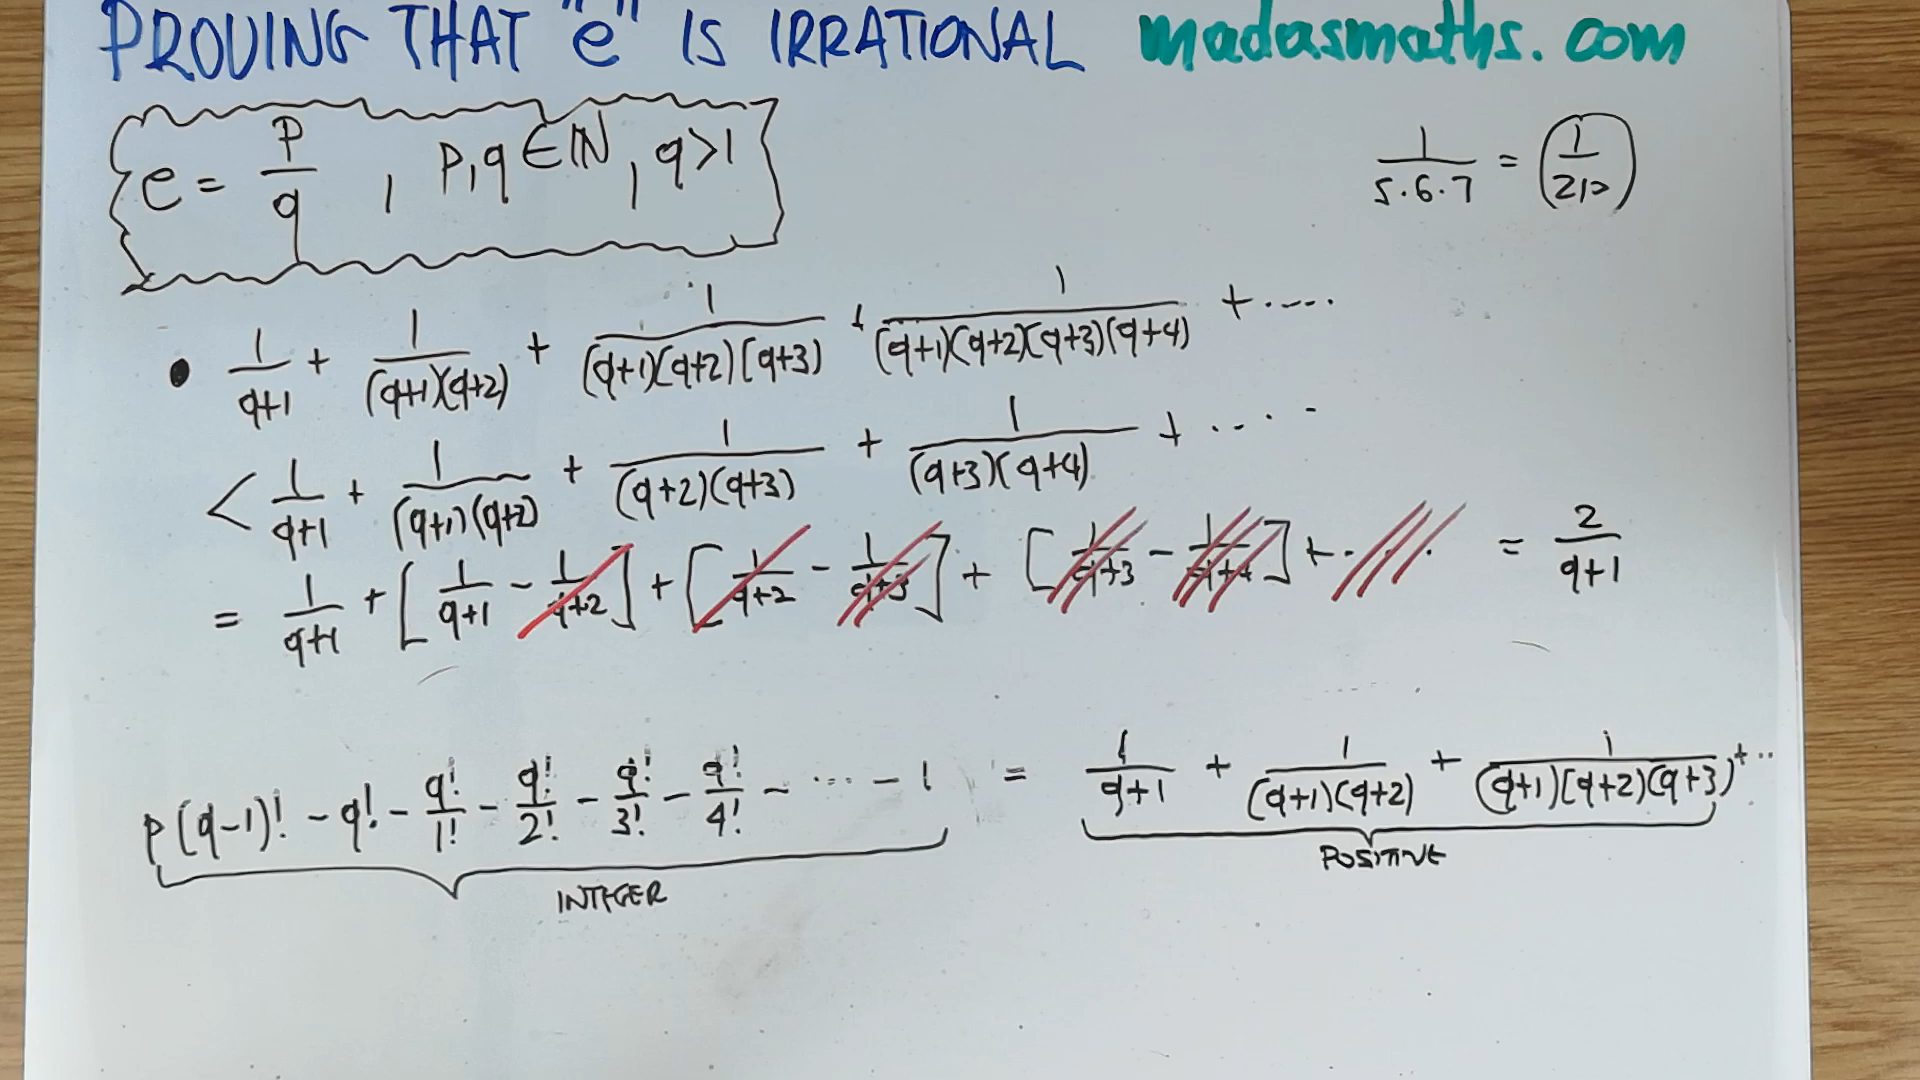 PROVING THAT "e" IS IRRATIONAL madasmaths.com
e = p/q , p,q ∈ ℕ, q>1
1/(5·6·7) = 1/210
• 1/(q+1) + 1/((q+1)(q+2)) + 1/((q+1)(q+2)(q+3)) + 1/((q+1)(q+2)(q+3)(q+4)) + ....
< 1/(q+1) + 1/((q+1)(q+2)) + 1/((q+2)(q+3)) + 1/((q+3)(q+4)) + ....
= 1/(q+1) + [1/(q+1) - 1/(q+2)] + [1/(q+2) - 1/(q+3)] + [1/(q+3) - 1/(q+4)] + ... = 2/(q+1)
p(q-1)! - q! - q!/1! - q!/2! - q!/3! - q!/4! - .... - 1 = 1/(q+1) + 1/((q+1)(q+2)) + 1/((q+1)(q+2)(q+3)) + ..
INTEGER POSITIVE